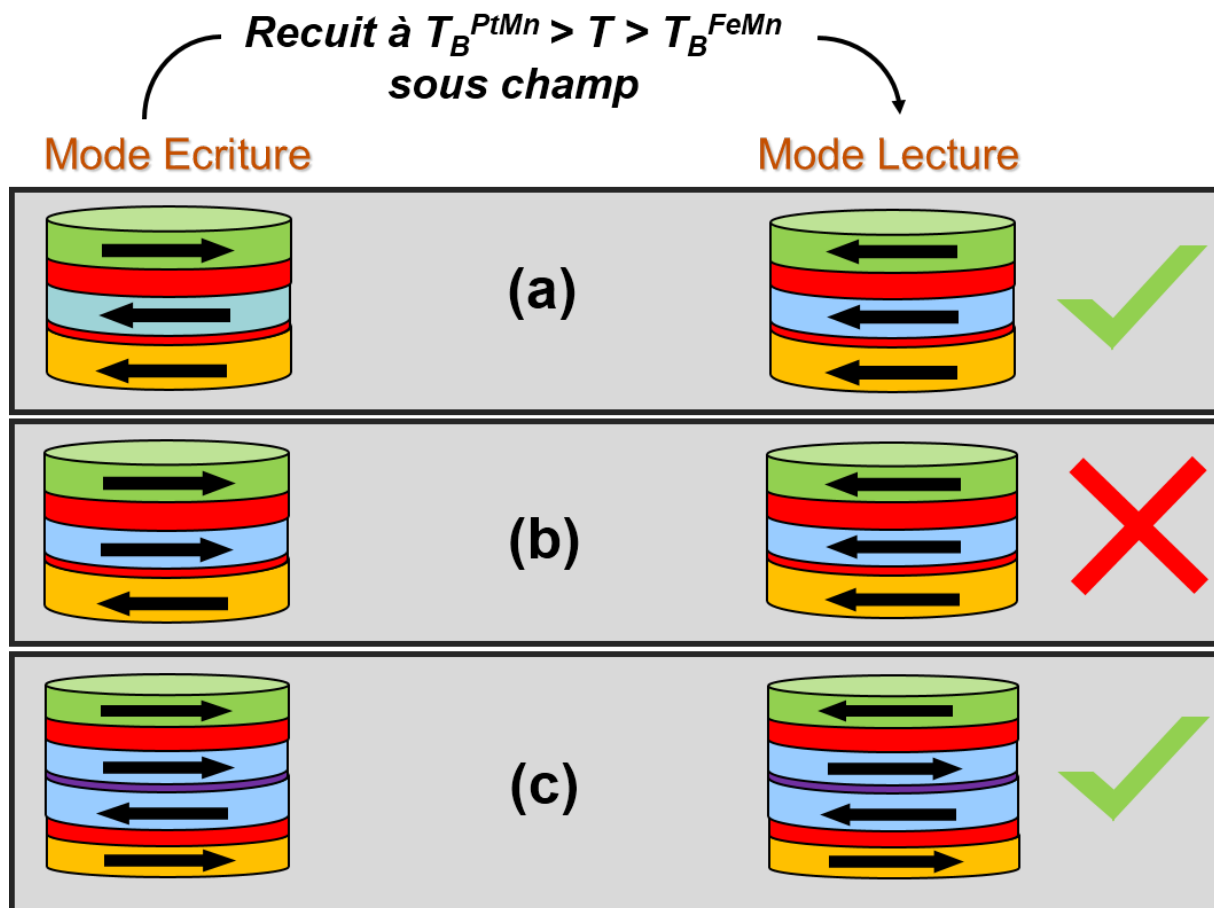 Recuit à T_B^PtMn > T > T_B^FeMn
sous champ
Mode Ecriture
Mode Lecture
(a)
(b)
(c)